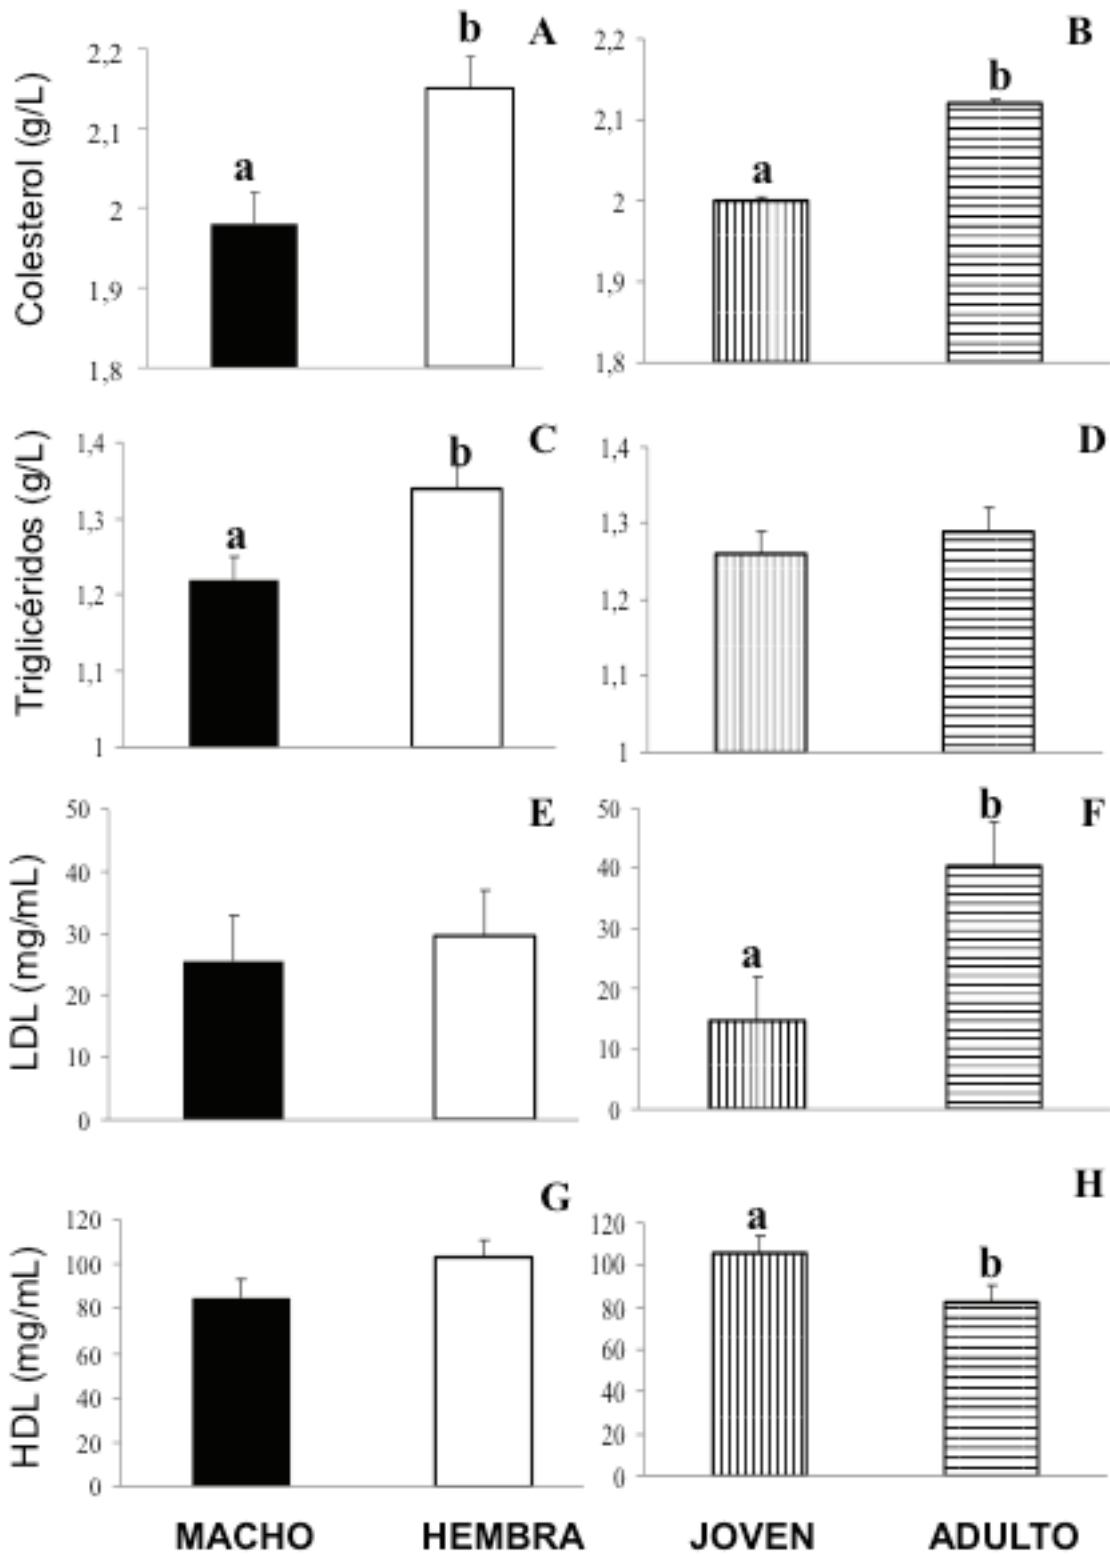 A
b
a
Colesterol (g/L)
2,2
2,1
2
1,9
1,8
B
b
a
2,2
2,1
2
1,9
1,8
C
b
a
Triglicéridos (g/L)
1,4
1,3
1,2
1,1
1
D
1,4
1,3
1,2
1,1
1
E
LDL (mg/mL)
50
40
30
20
10
0
F
b
a
50
40
30
20
10
0
G
HDL (mg/mL)
120
100
80
60
40
20
0
H
a
b
120
100
80
60
40
20
0
MACHO HEMBRA JOVEN ADULTO